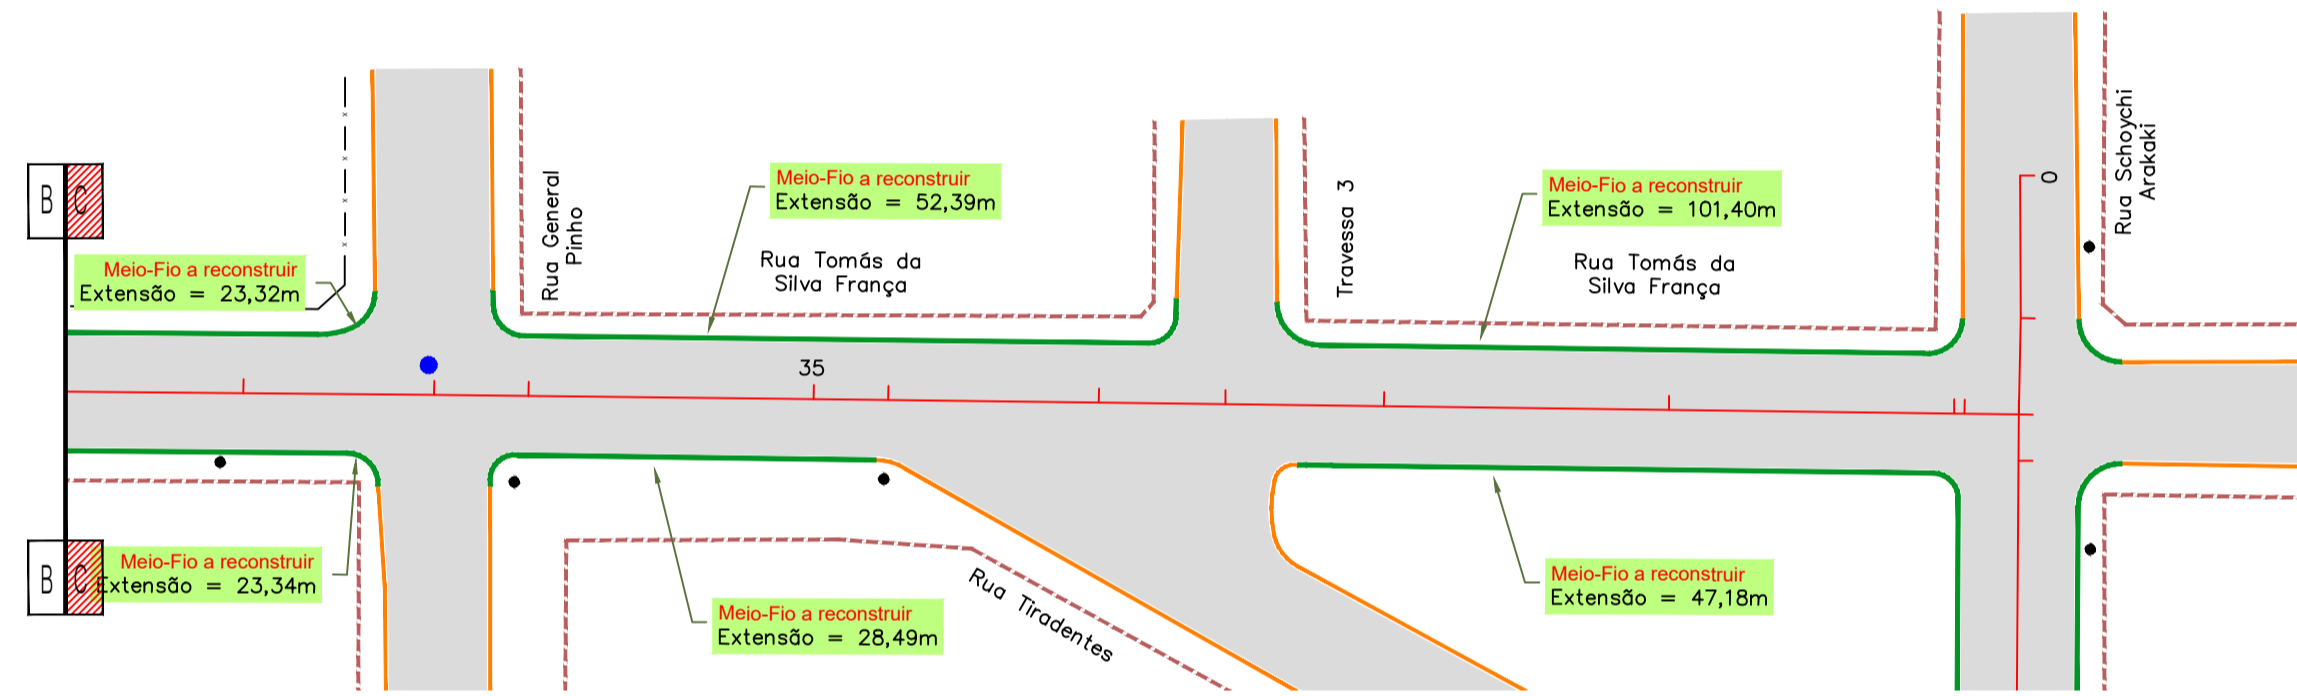 B C
Meio-Fio a reconstruir
Extensão = 23,32m
Rua General
Pinho
Meio-Fio a reconstruir
Extensão = 52,39m
Rua Tomás da
Silva França
35
Travessa 3
Meio-Fio a reconstruir
Extensão = 101,40m
Rua Tomás da
Silva França
0
Rua Schoychi
Arakaki
B C
Meio-Fio a reconstruir
Extensão = 23,34m
Meio-Fio a reconstruir
Extensão = 28,49m
Rua Tiradentes
Meio-Fio a reconstruir
Extensão = 47,18m